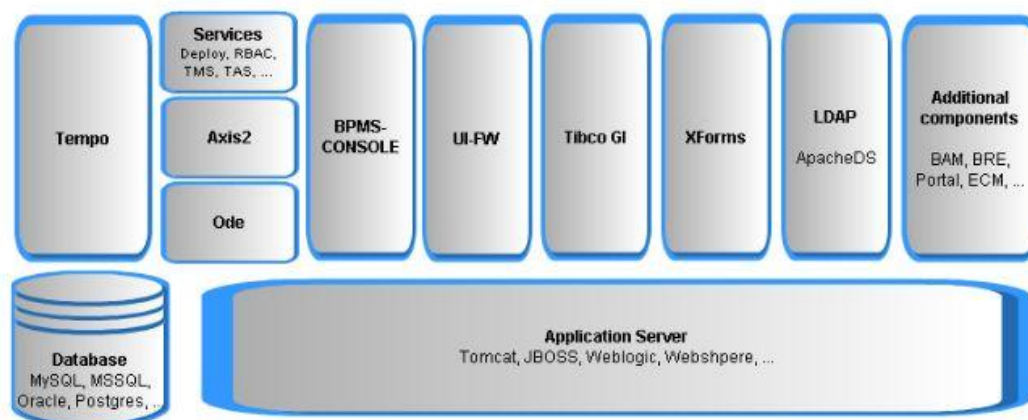 Tempo
Services
Deploy, RBAC,
TMS, TAS, ...
Axis2
Ode
BPMS-
CONSOLE
UI-FW
Tibco GI
XForms
LDAP
ApacheDS
Additional
components
BAM, BRE,
Portal, ECM, ...
Database
MySQL, MSSQL,
Oracle, Postgres, ...
Application Server
Tomcat, JBOSS, Weblogic, Webshpere, ...